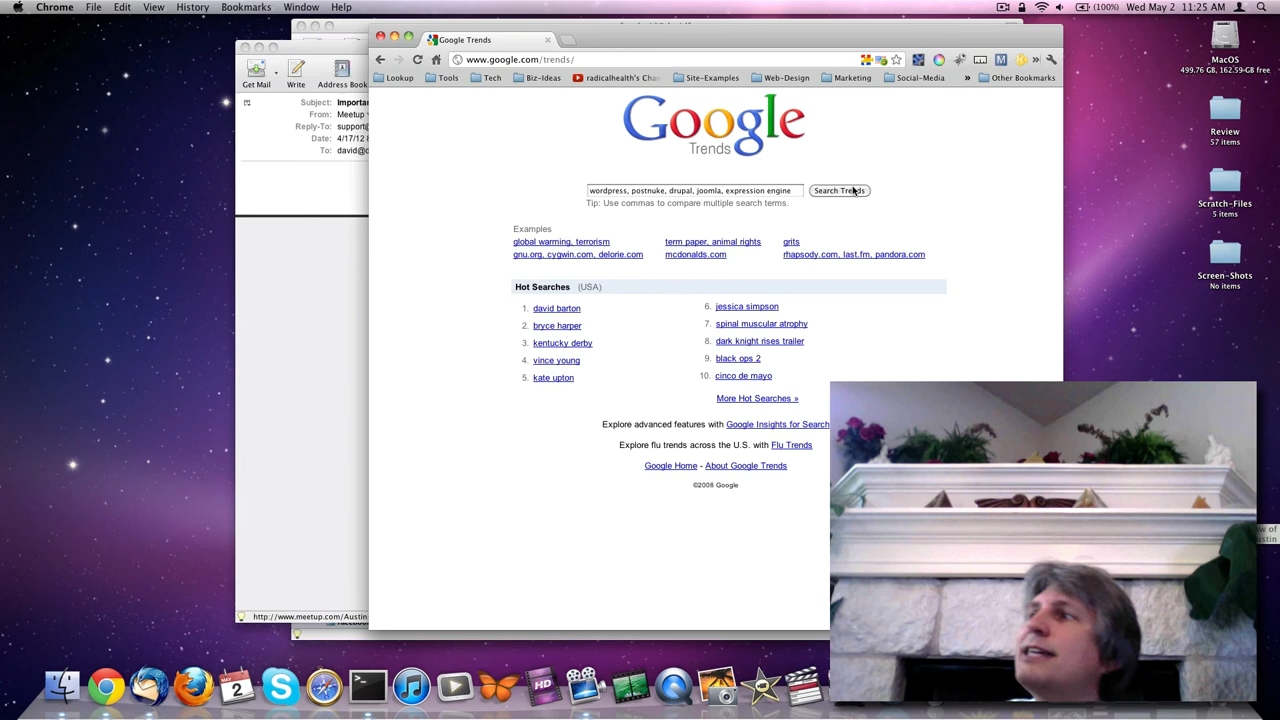 Chrome File Edit View History Bookmarks Window Help
(100%) Wed May 2 11:25 AM
Google Trends
www.google.com/trends/
Lookup Tools Tech Biz-Ideas radicalhealth's Chan Site-Examples Web-Design Marketing Social-Media » Other Bookmarks
Get Mail Write Address Book
Subject: Importa
From: Meetup
Reply-To: support@
Date: 4/17/12 8
To: david@d
Google
Trends
wordpress, postnuke, drupal, joomla, expression engine Search Trends
Tip: Use commas to compare multiple search terms.
Examples
global warming, terrorism term paper, animal rights grits
gnu.org, cygwin.com, delorie.com mcdonalds.com rhapsody.com, last.fm, pandora.com
Hot Searches (USA)
1. david barton
2. bryce harper
3. kentucky derby
4. vince young
5. kate upton
6. jessica simpson
7. spinal muscular atrophy
8. dark knight rises trailer
9. black ops 2
10. cinco de mayo
More Hot Searches »
Explore advanced features with Google Insights for Search
Explore flu trends across the U.S. with Flu Trends
Google Home - About Google Trends
©2008 Google
http://www.meetup.com/Austin
MacOS
499.76 GB, 162.59 GB free
Review
57 items
Scratch-Files
5 items
Screen-Shots
No items
w of
ustin
2
HD